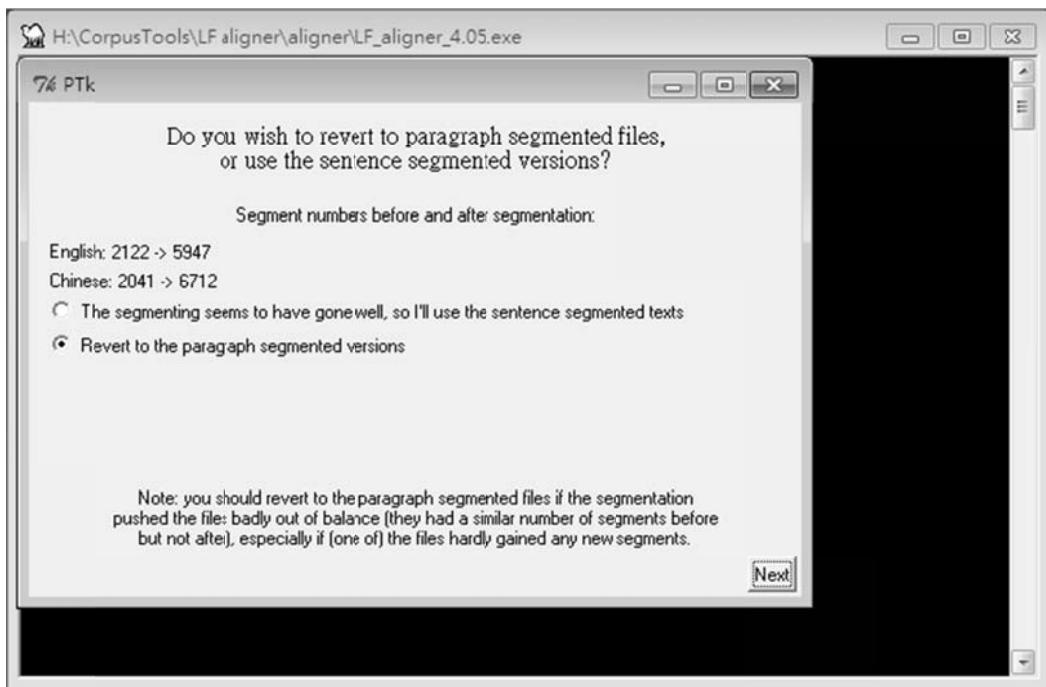 H:\CorpusTools\LF aligner\aligner\LF_aligner_4.05.exe
PTk
Do you wish to revert to paragraph segmented files,
or use the sentence segmented versions?
Segment numbers before and after segmentation:
English: 2122 -> 5947
Chinese: 2041 -> 6712
The segmenting seems to have gone well, so I'll use the sentence segmented texts
Revert to the paragraph segmented versions
Note: you should revert to the paragraph segmented files if the segmentation
pushed the files badly out of balance (they had a similar number of segments before
but not after), especially if (one of) the files hardly gained any new segments.
Next